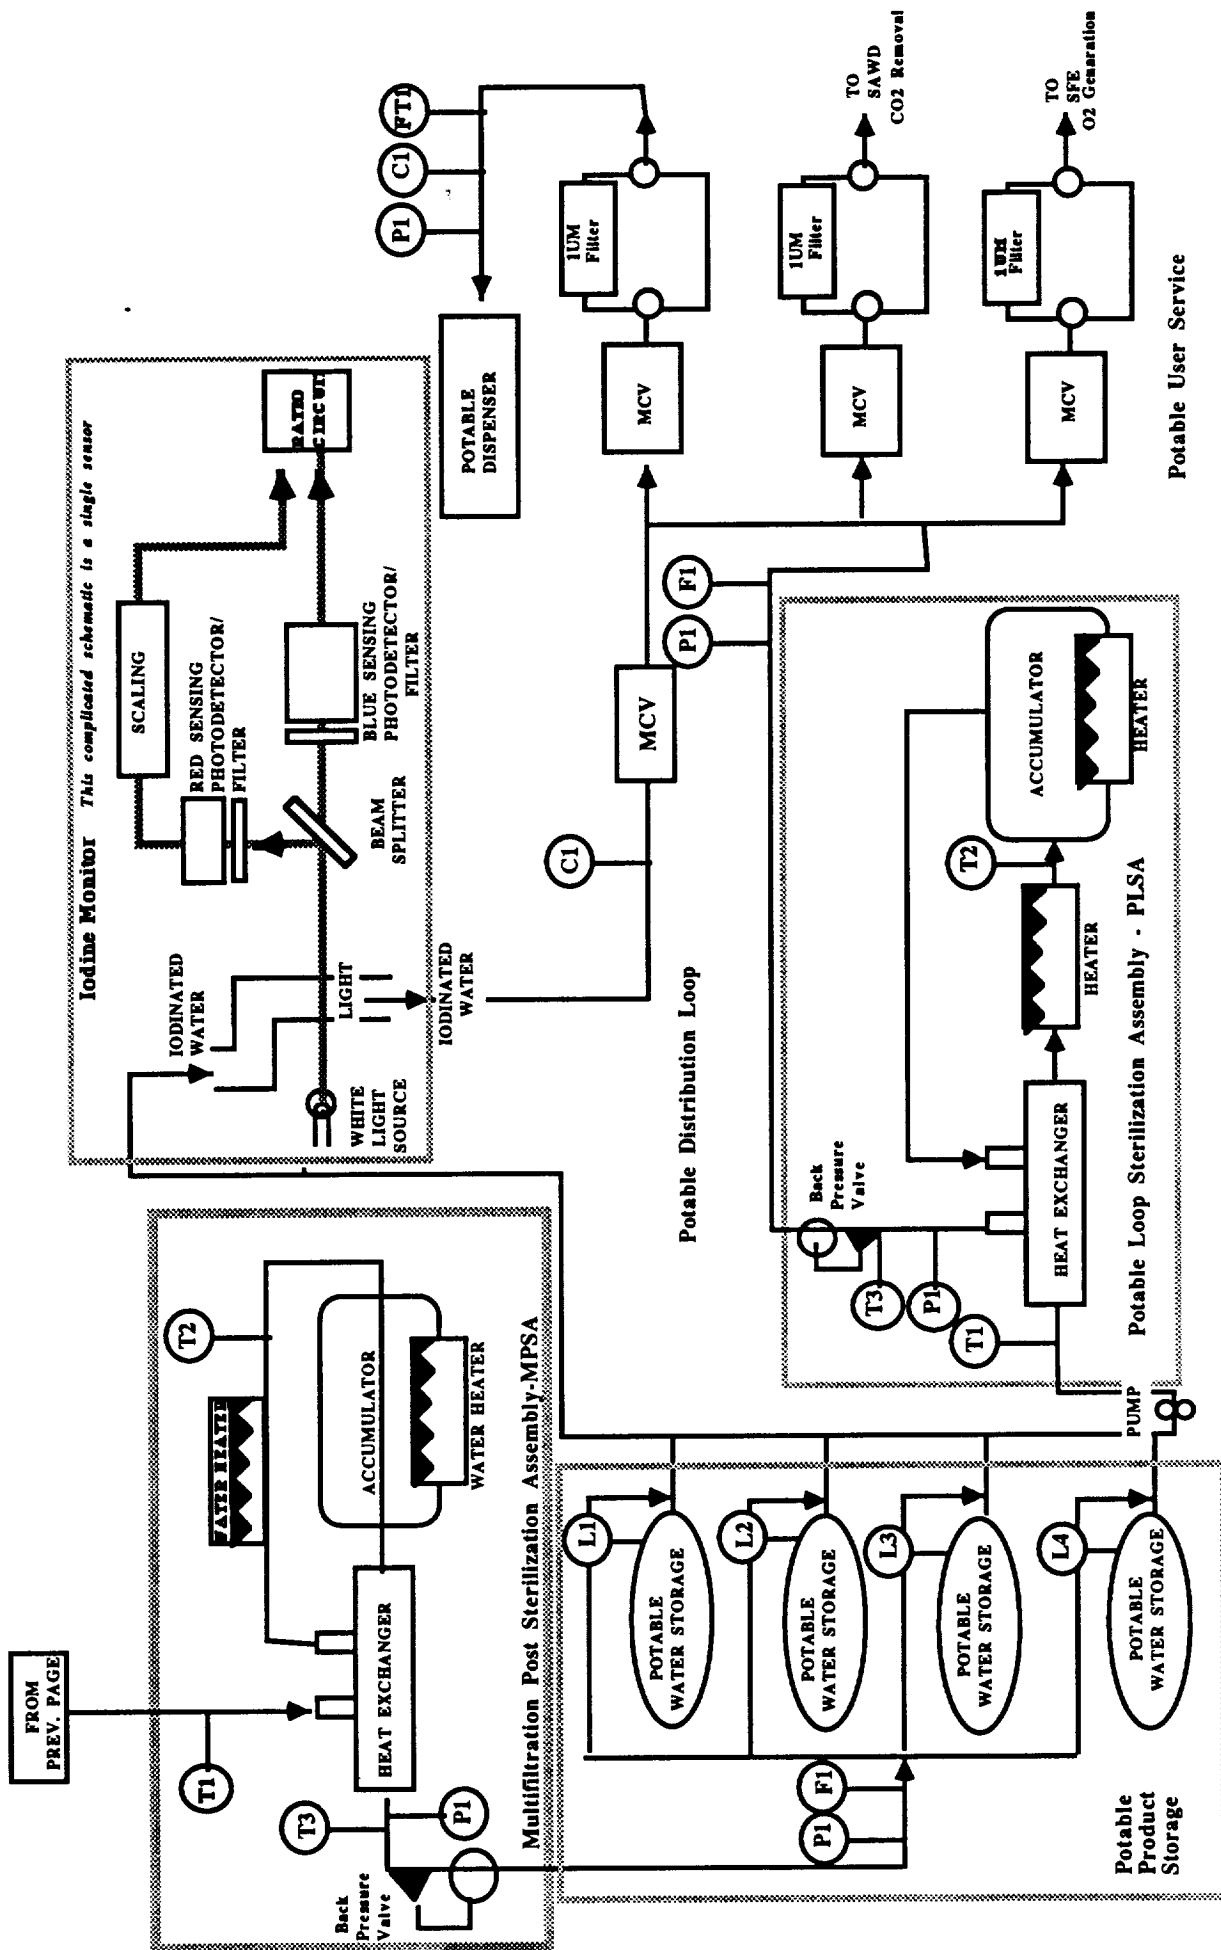 FROM
PREV. PAGE
T1
T2
WATER HEATER
HEAT EXCHANGER
ACCUMULATOR
WATER HEATER
T3
P1
Back
Pressure
Valve
Multifiltration Post Sterilization Assembly-MPSA
Iodine Monitor This complicated schematic is a single sensor
IODINATED
WATER
LIGHT
WHITE
LIGHT
SOURCE
IODINATED
WATER
BEAM
SPLITTER
RED SENSING
PHOTODETECTOR/
FILTER
SCALING
BLUE SENSING
PHOTODETECTOR/
FILTER
RATIO
CIRCUIT
P1
C1
FT1
POTABLE
DISPENSER
C1
MCV
P1
F1
MCV
1UM
Filter
MCV
1UM
Filter
TO
SAWD
CO2 Removal
MCV
1UM
Filter
TO
SFE
O2 Genaration
Potable User Service
Potable Distribution Loop
Back
Pressure
Valve
T3
P1
T1
HEAT EXCHANGER
HEATER
T2
ACCUMULATOR
HEATER
Potable Loop Sterilization Assembly - PLSA
PUMP
L1
POTABLE
WATER STORAGE
L2
POTABLE
WATER STORAGE
L3
POTABLE
WATER STORAGE
L4
POTABLE
WATER STORAGE
P1
F1
Potable
Product
Storage